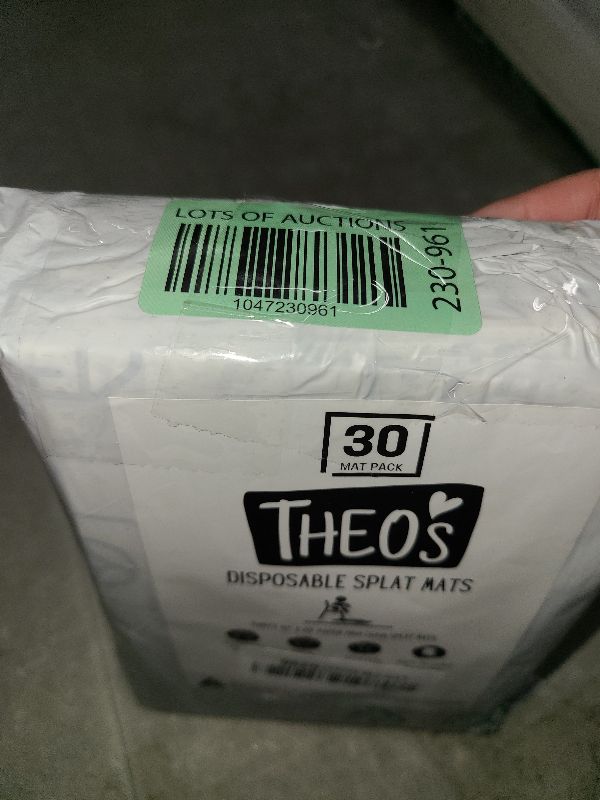 LOTS OF AUCTIONS
1047230961
230-961
30
MAT PACK
THEO'S
DISPOSABLE SPLAT MATS